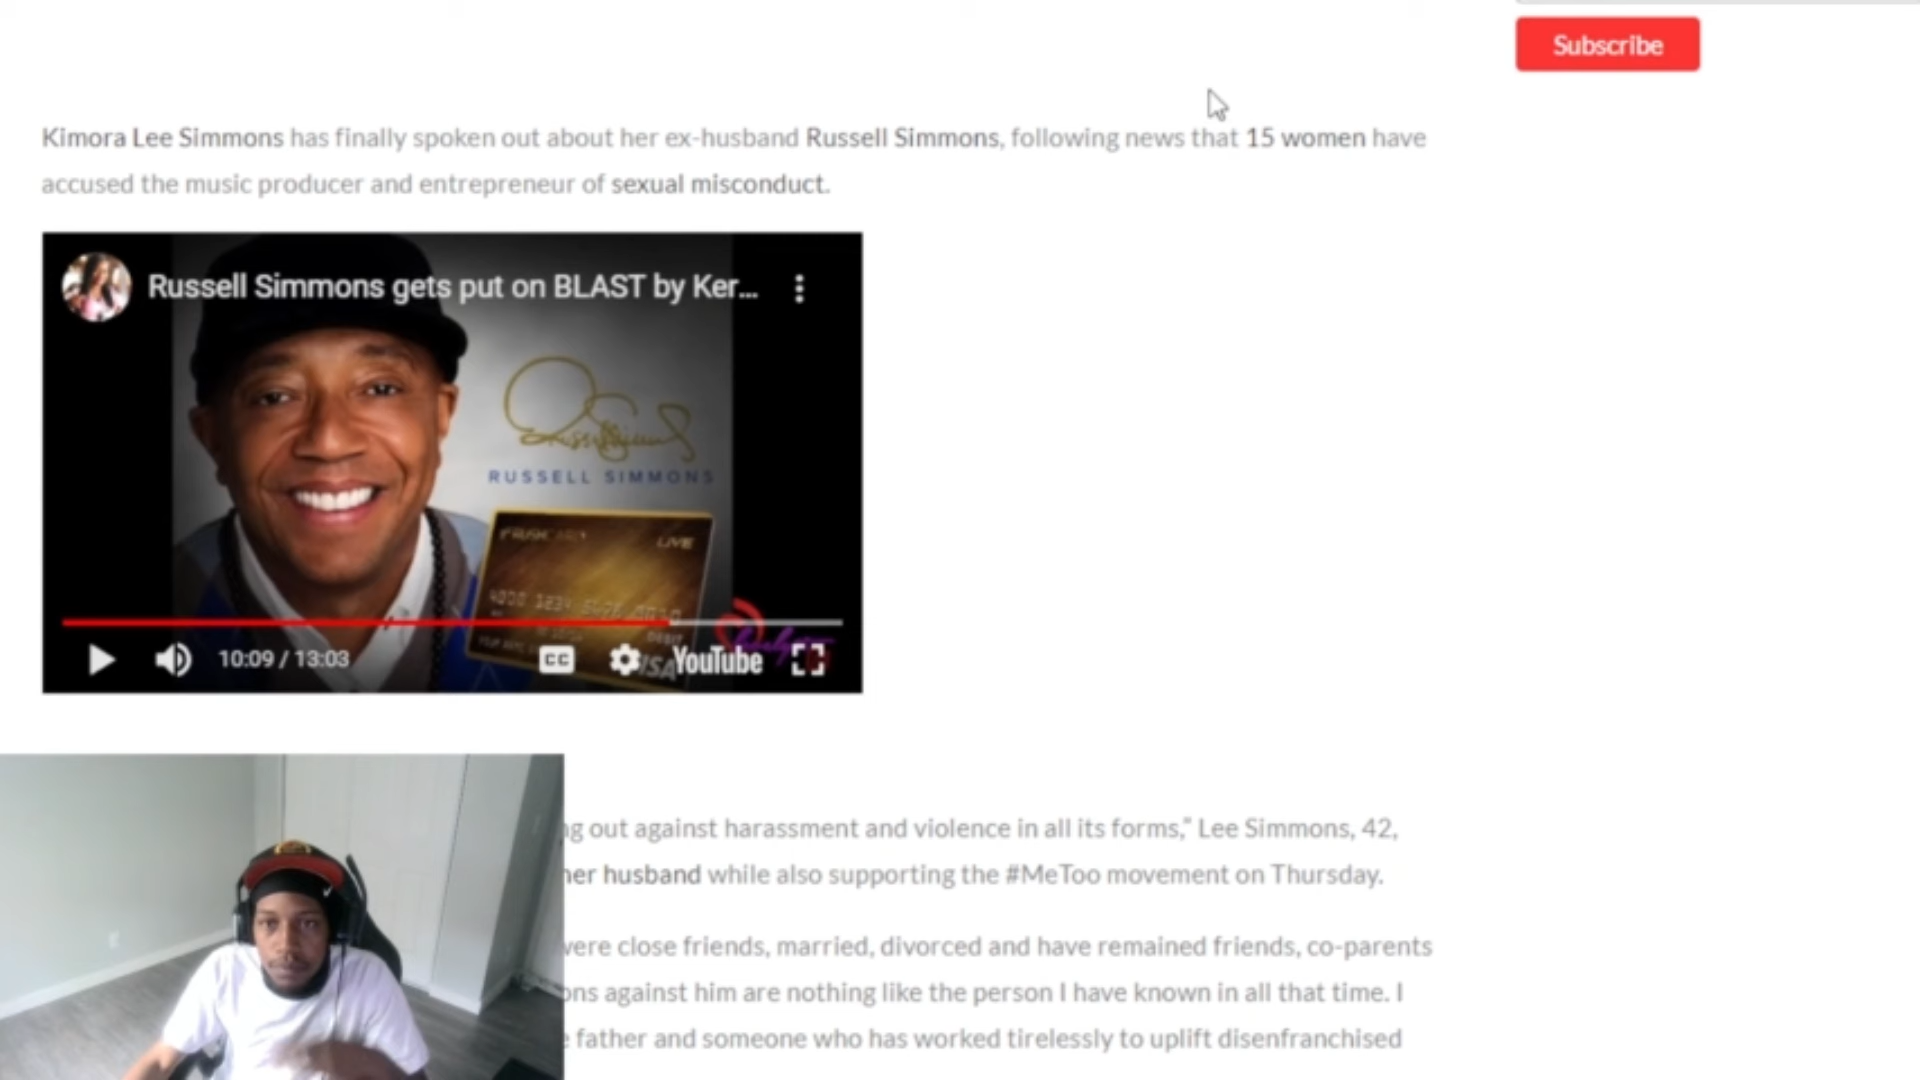 Subscribe
Kimora Lee Simmons has finally spoken out about her ex-husband Russell Simmons, following news that 15 women have
accused the music producer and entrepreneur of sexual misconduct.
Russell Simmons gets put on BLAST by Ker...
RUSSELL SIMMONS
LIVE
10:09 / 13:03
CC
YouTube
out against harassment and violence in all its forms,” Lee Simmons, 42,
husband while also supporting the #MeToo movement on Thursday.
were close friends, married, divorced and have remained friends, co-parents
against him are nothing like the person I have known in all that time. I
father and someone who has worked tirelessly to uplift disenfranchised